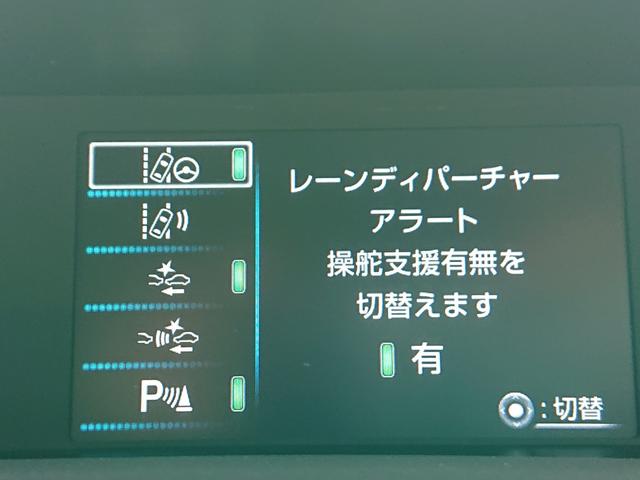 レーンディパーチャー
アラート
操舵支援有無を
切替えます
有
:切替
P